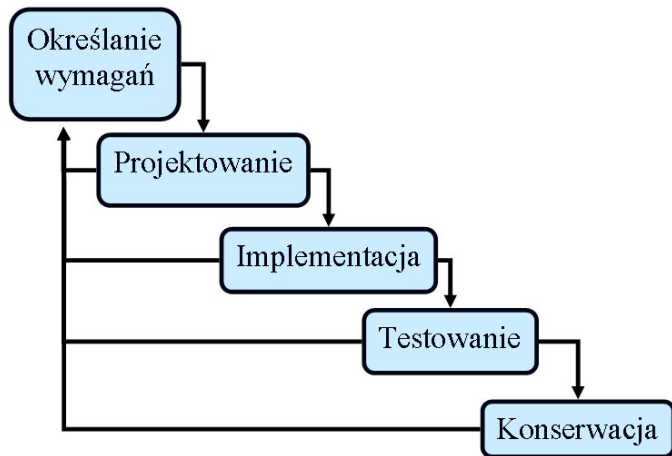 Określanie
wymagań
Projektowanie
Implementacja
Testowanie
Konserwacja